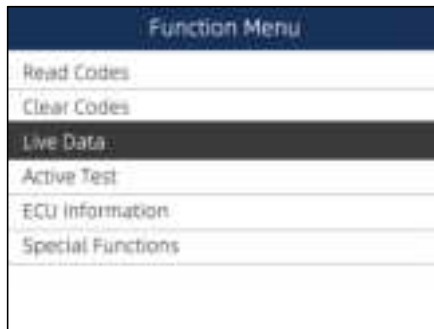 Function Menu
Read Codes
Clear Codes
Live Data
Active Test
ECU Information
Special Functions